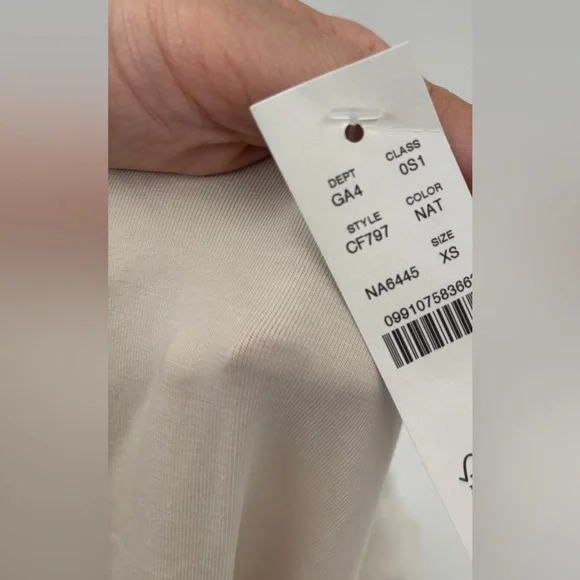 DEPT CLASS
GA4 0S1
STYLE COLOR
CF797 NAT
SIZE
NA6445 XS